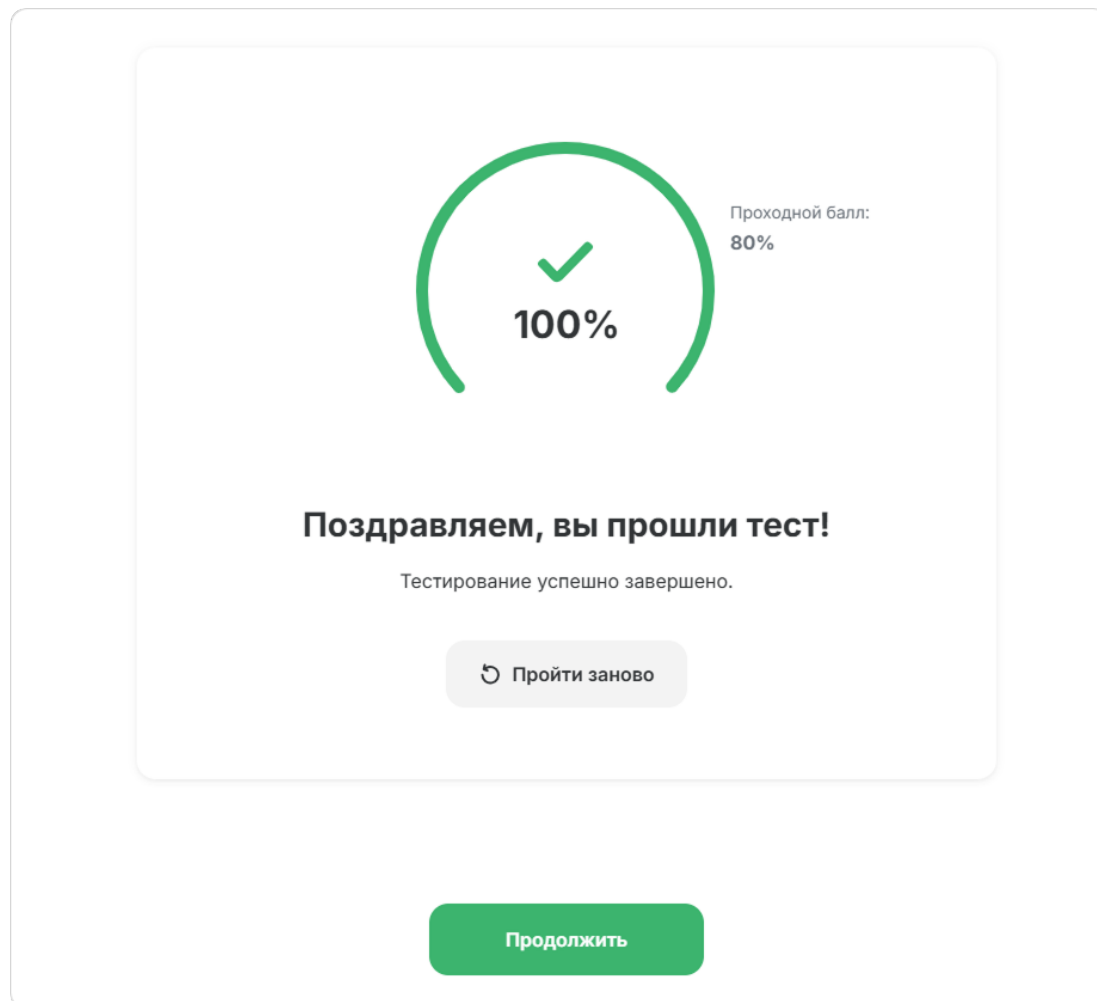 Проходной балл:
80%
100%
Поздравляем, вы прошли тест!
Тестирование успешно завершено.
Пройти заново
Продолжить